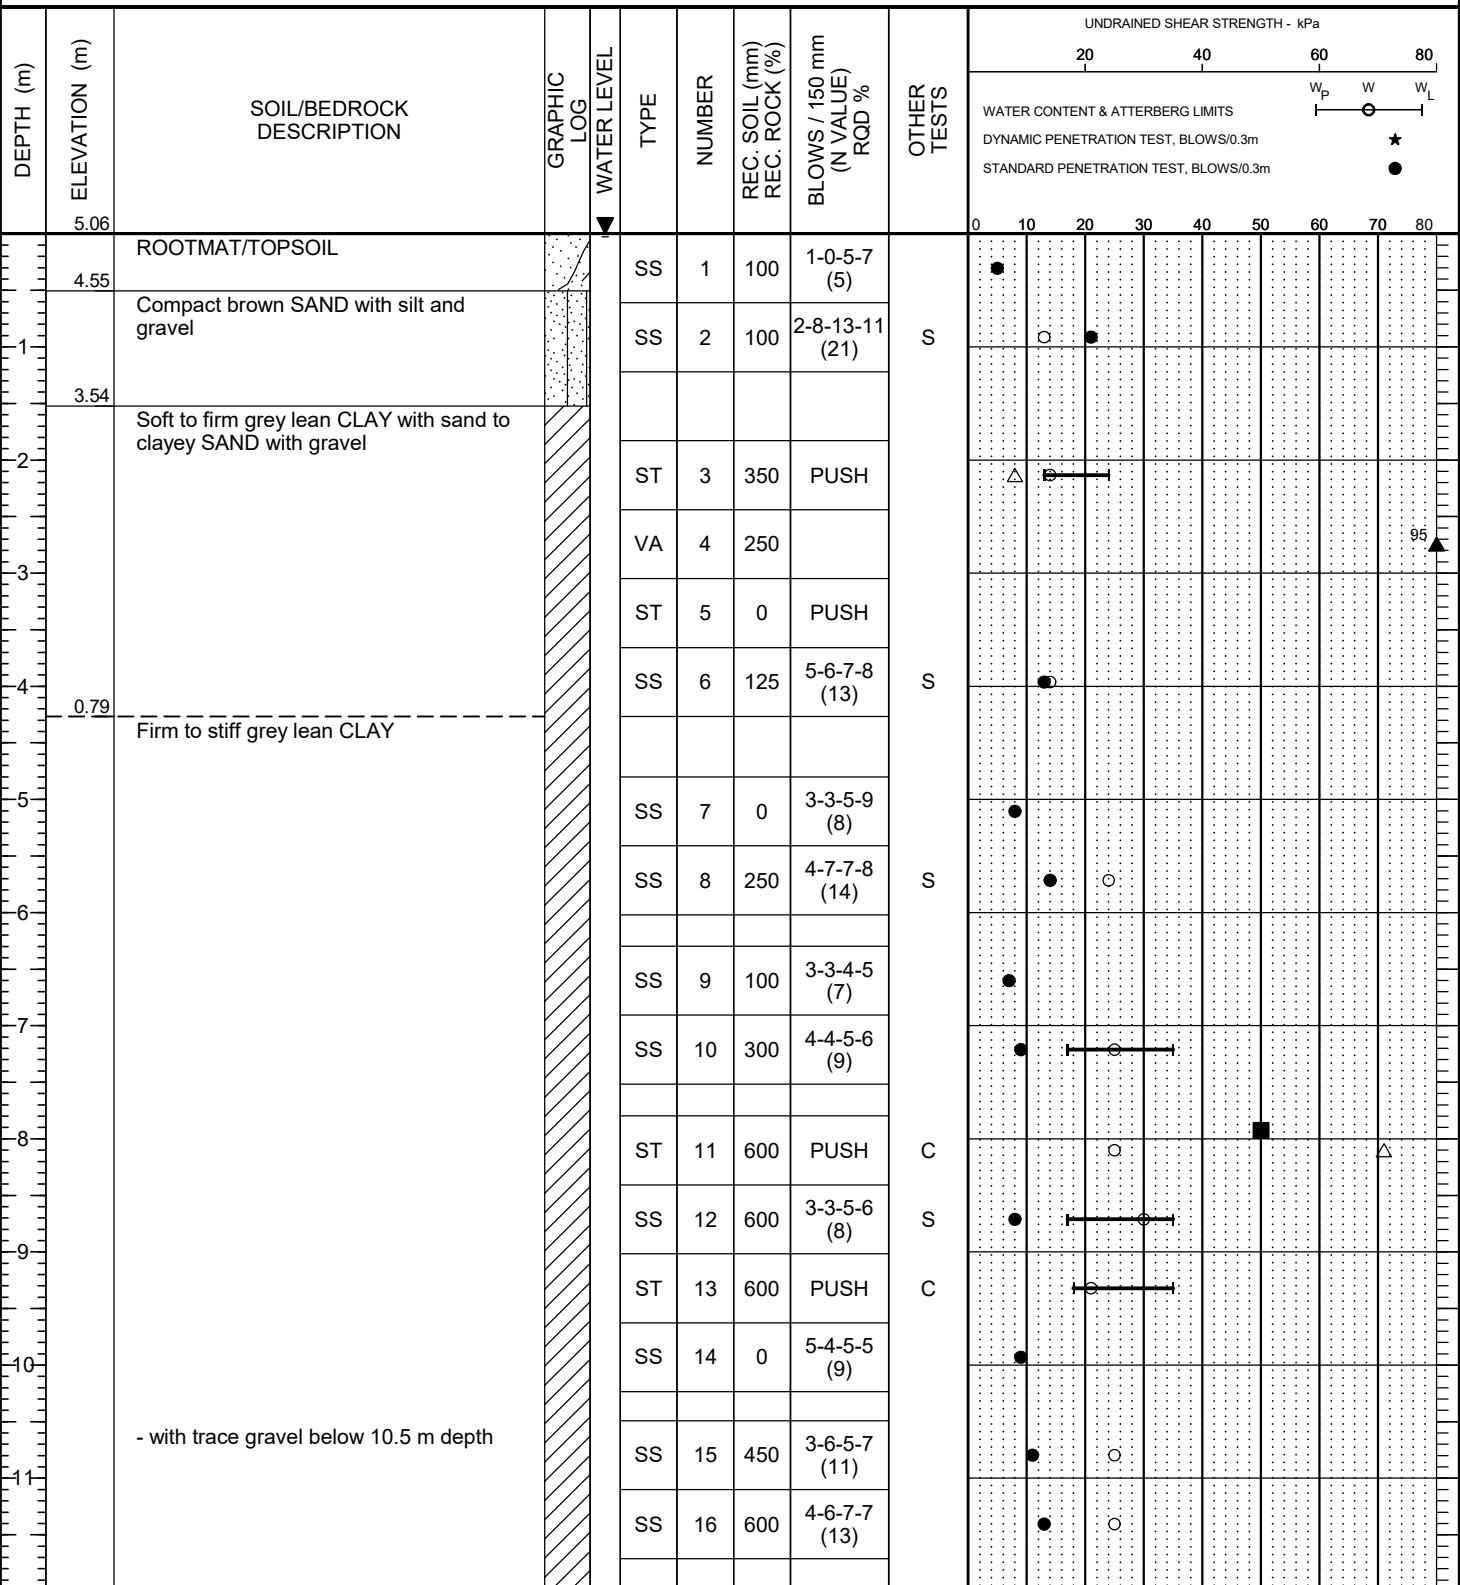 UNDRAINED SHEAR STRENGTH - kPa
20 40 60 80
DEPTH (m)
ELEVATION (m)
SOIL/BEDROCK
DESCRIPTION
GRAPHIC
LOG
WATER LEVEL
TYPE
NUMBER
REC. SOIL (mm)
REC. ROCK (%)
BLOWS / 150 mm
(N VALUE)
RQD %
OTHER
TESTS
WP W WL
WATER CONTENT & ATTERBERG LIMITS
DYNAMIC PENETRATION TEST, BLOWS/0.3m
STANDARD PENETRATION TEST, BLOWS/0.3m
5.06
0 10 20 30 40 50 60 70 80
ROOTMAT/TOPSOIL
SS 1 100 1-0-5-7
(5)
4.55
Compact brown SAND with silt and
gravel
SS 2 100 2-8-13-11
(21)
S
1
3.54
Soft to firm grey lean CLAY with sand to
clayey SAND with gravel
2
ST 3 350 PUSH
VA 4 250
95
3
ST 5 0 PUSH
SS 6 125 5-6-7-8
(13)
S
4
0.79
Firm to stiff grey lean CLAY
5
SS 7 0 3-3-5-9
(8)
SS 8 250 4-7-7-8
(14)
S
6
SS 9 100 3-3-4-5
(7)
7
SS 10 300 4-4-5-6
(9)
8
ST 11 600 PUSH C
SS 12 600 3-3-5-6
(8)
S
9
ST 13 600 PUSH C
SS 14 0 5-4-5-5
(9)
10
- with trace gravel below 10.5 m depth
SS 15 450 3-6-5-7
(11)
11
SS 16 600 4-6-7-7
(13)